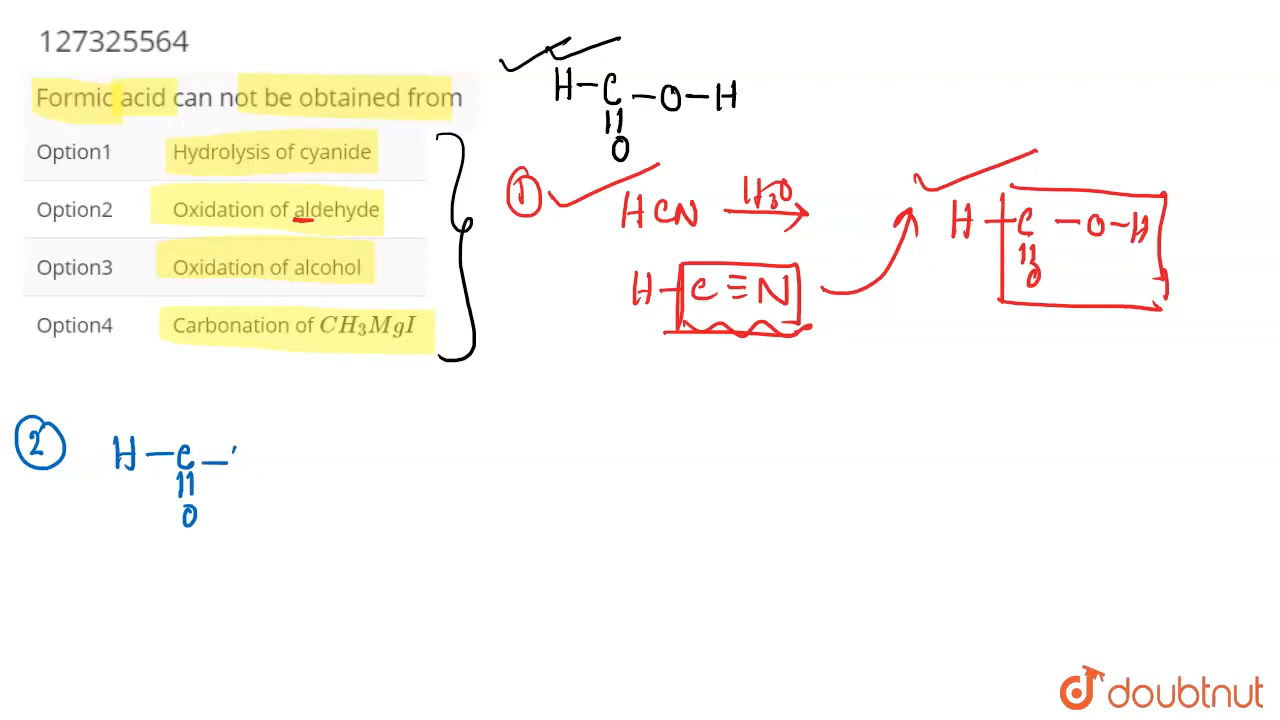 127325564
Formic acid can not be obtained from
Option1 Hydrolysis of cyanide
Option2 Oxidation of aldehyde
Option3 Oxidation of alcohol
Option4 Carbonation of CH₃MgI
H–C–O–H
||
O
① HCN H₃O
H–C≡N
H–C–O–H
||
O
② H–C–
||
O
doubtnut